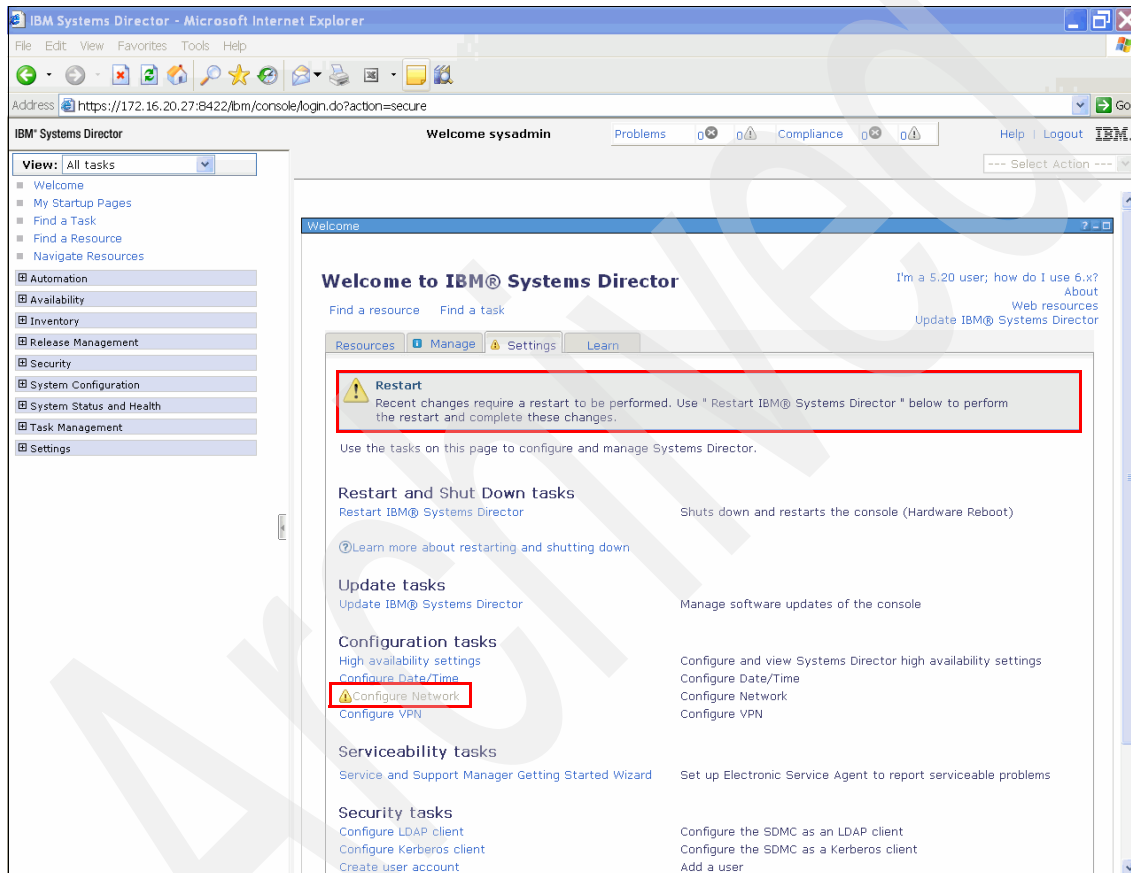 IBM Systems Director - Microsoft Internet Explorer
File Edit View Favorites Tools Help
Address https://172.16.20.27:8422/ibm/console/login.do?action=secure Go
IBM® Systems Director Welcome sysadmin Problems 0 0 Compliance 0 0 Help Logout IBM.
View: All tasks --- Select Action ---
Welcome
My Startup Pages
Find a Task
Find a Resource
Navigate Resources
Automation
Availability
Inventory
Release Management
Security
System Configuration
System Status and Health
Task Management
Settings
Welcome
Welcome to IBM® Systems Director
I'm a 5.20 user; how do I use 6.x?
About
Web resources
Update IBM® Systems Director
Find a resource Find a task
Resources Manage Settings Learn
Restart
Recent changes require a restart to be performed. Use " Restart IBM® Systems Director " below to perform
the restart and complete these changes.
Use the tasks on this page to configure and manage Systems Director.
Restart and Shut Down tasks
Restart IBM® Systems Director Shuts down and restarts the console (Hardware Reboot)
Learn more about restarting and shutting down
Update tasks
Update IBM® Systems Director Manage software updates of the console
Configuration tasks
High availability settings Configure and view Systems Director high availability settings
Configure Date/Time Configure Date/Time
Configure Network Configure Network
Configure VPN Configure VPN
Serviceability tasks
Service and Support Manager Getting Started Wizard Set up Electronic Service Agent to report serviceable problems
Security tasks
Configure LDAP client Configure the SDMC as an LDAP client
Configure Kerberos client Configure the SDMC as a Kerberos client
Create user account Add a user
Archived